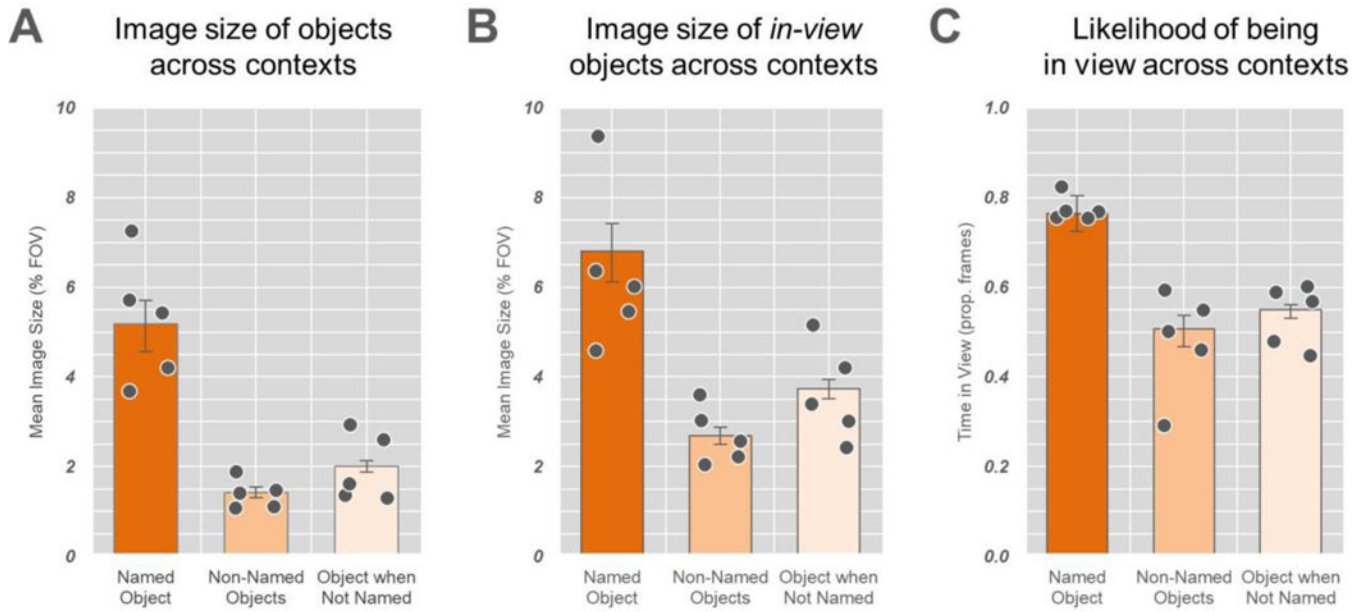 A
Image size of objects
across contexts
Mean Image Size (% FOV)
10
8
6
4
2
0
Named
Object
Non-Named
Objects
Object when
Not Named
B
Image size of in-view
objects across contexts
Mean Image Size (% FOV)
10
8
6
4
2
0
Named
Object
Non-Named
Objects
Object when
Not Named
C
Likelihood of being
in view across contexts
Time in View (prop. frames)
1.0
0.8
0.6
0.4
0.2
0.0
Named
Object
Non-Named
Objects
Object when
Not Named